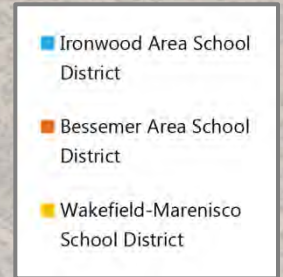 Ironwood Area School
District
Bessemer Area School
District
Wakefield-Marenisco
School District